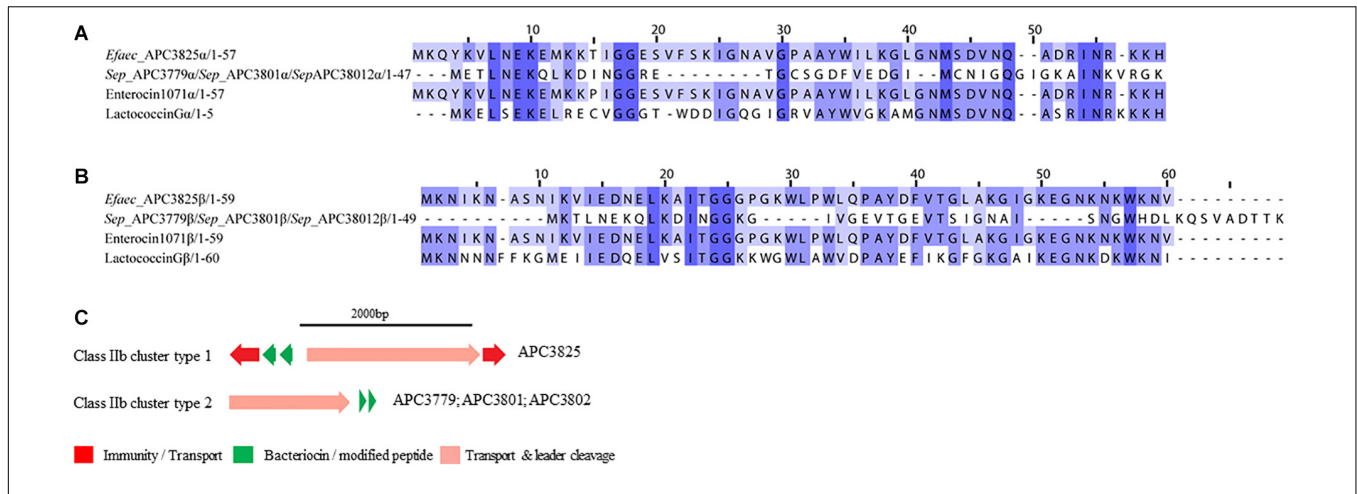 A
10 20 30 40 50
Efaec_APC3825α/1-57 MKQYKVLNEKEMKKTIGGESVFSKIGNAVGPAAYWILKGLGNMSDVNQ--ADRINR-KKH
Sep_APC3779α/Sep_APC3801α/SepAPC38012α/1-47 ---METLNEKQLKDINGGRE--------TGCSGDFVEDGI--MCNIGQGIGKAINKVRGK
Enterocin1071α/1-57 MKQYKVLNEKEMKKPIGGESVFSKIGNAVGPAAYWILKGLGNMSDVNQ--ADRINR-KKH
LactococcinGα/1-5 ---MKELSEKELRECVGGGT-WDDIGQGIGRVAYWVGKAMGNMSDVNQ--ASRINRKKKH
B
10 20 30 40 50 60
Efaec_APC3825β/1-59 MKNIKN-ASNIKVIEDNELKAITGGGPGKWLPWLQPAYDFVTGLAKGIGKEGNKNKWKNV---------
Sep_APC3779β/Sep_APC3801β/Sep_APC38012β/1-49 ----------MKTLNEKQLKDINGGKG-----IVGEVTGEVTSIGNAI-----SNGWHDLKQSVADTTK
Enterocin1071β/1-59 MKNIKN-ASNIKVIEDNELKAITGGGPGKWLPWLQPAYDFVTGLAKGIGKEGNKNKWKNV---------
LactococcinGβ/1-60 MKNNNNFFKGMEIIEDQELVSITGGKKWGWLAWVDPAYEFIKGFGKGAIKEGNKDKWKNI---------
C
2000bp
Class IIb cluster type 1 APC3825
Class IIb cluster type 2 APC3779; APC3801; APC3802
Immunity / Transport Bacteriocin / modified peptide Transport & leader cleavage